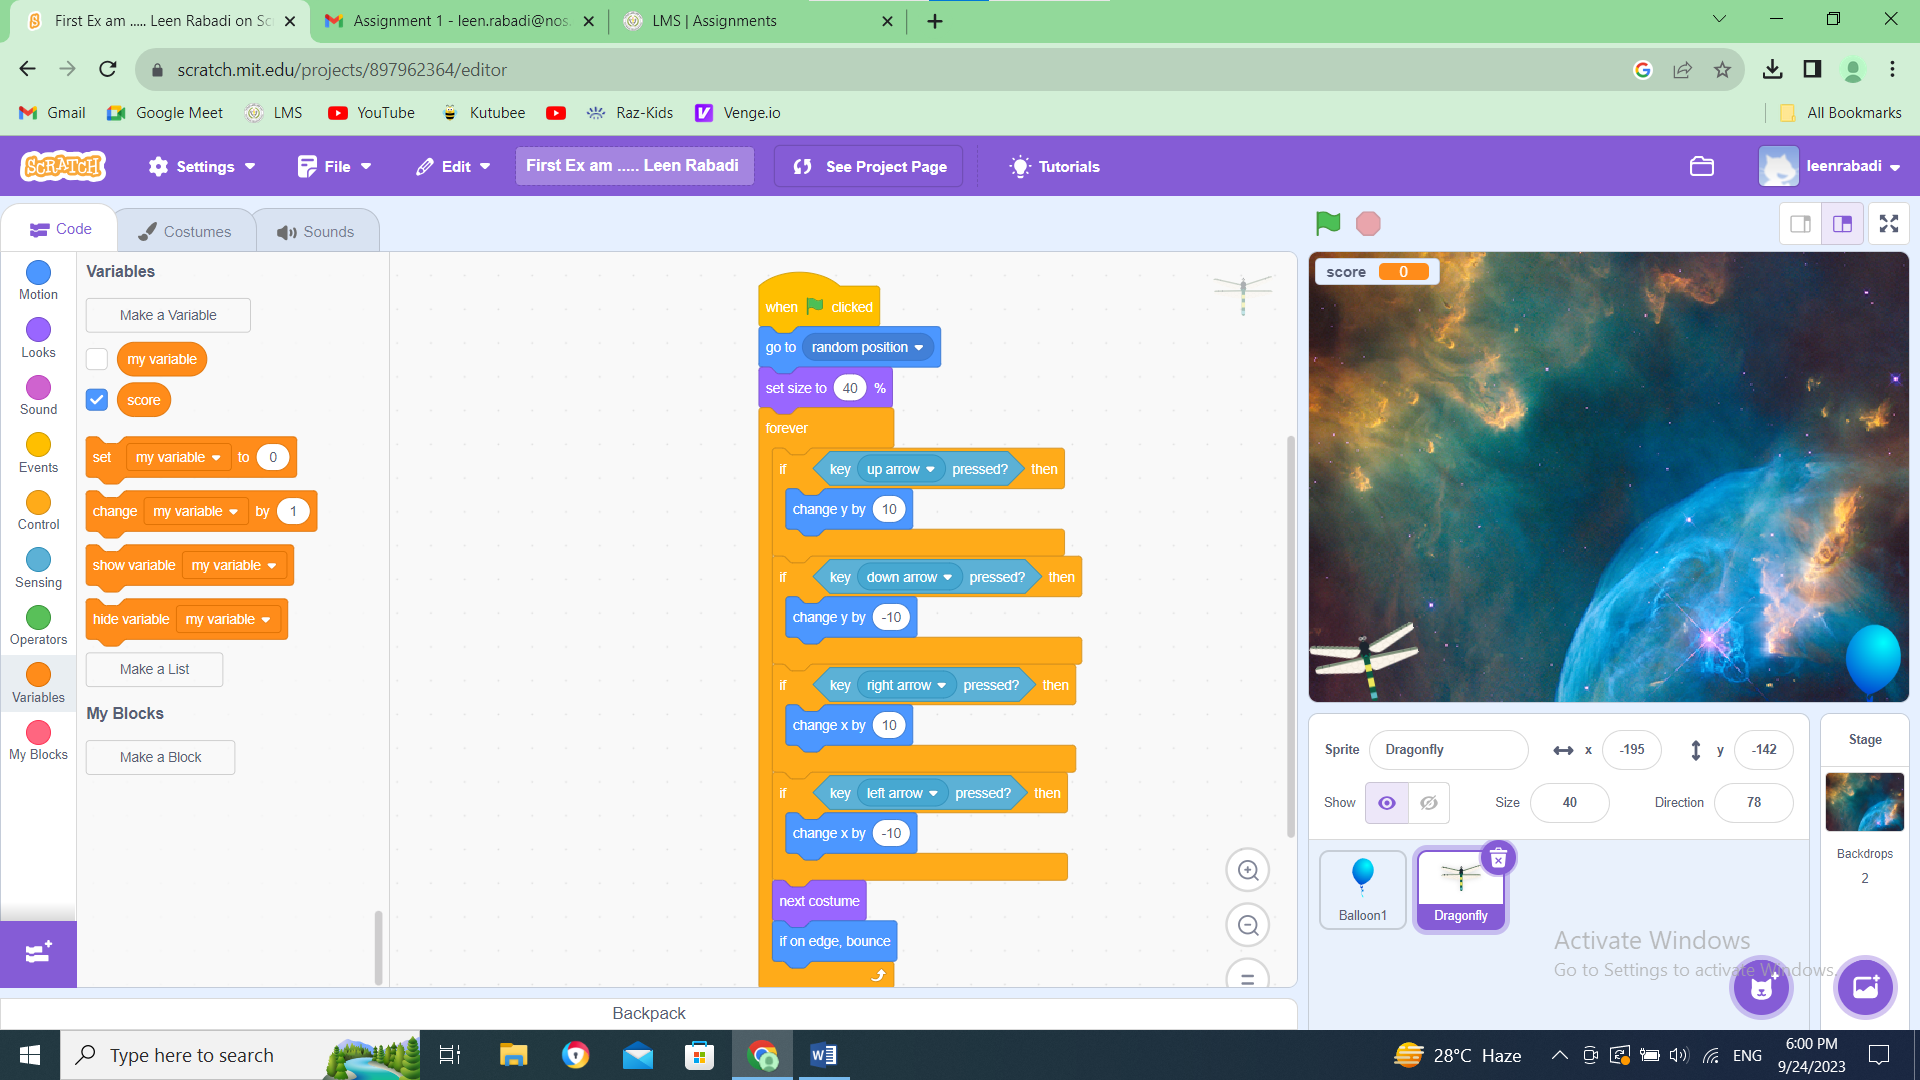 First Ex am ..... Leen Rabadi on Sc
Assignment 1 - leen.rabadi@nos.
LMS | Assignments
scratch.mit.edu/projects/897962364/editor
Gmail
Google Meet
LMS
YouTube
Kutubee
Raz-Kids
Venge.io
All Bookmarks
SCRATCH
Settings
File
Edit
First Ex am ..... Leen Rabadi
See Project Page
Tutorials
leenrabadi
Code
Costumes
Sounds
Motion
Looks
Sound
Events
Control
Sensing
Operators
Variables
My Blocks
Variables
Make a Variable
my variable
score
set my variable to 0
change my variable by 1
show variable my variable
hide variable my variable
Make a List
My Blocks
Make a Block
when clicked
go to random position
set size to 40 %
forever
if key up arrow pressed? then
change y by 10
if key down arrow pressed? then
change y by -10
if key right arrow pressed? then
change x by 10
if key left arrow pressed? then
change x by -10
next costume
if on edge, bounce
score 0
Sprite Dragonfly x -195 y -142
Show Size 40 Direction 78
Balloon1
Dragonfly
Stage
Backdrops
2
Activate Windows
Go to Settings to activate Windows.
Backpack
Type here to search
28°C Haze
ENG
6:00 PM
9/24/2023